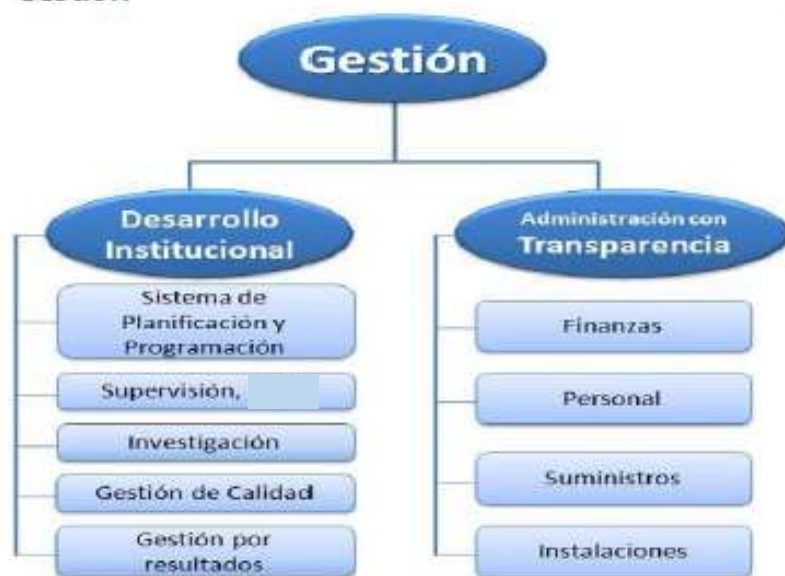 Gestión
Desarrollo
Institucional
Sistema de
Planificación y
Programación
Supervisión,
Investigación
Gestión de Calidad
Gestión por
resultados
Administración con
Transparencia
Finanzas
Personal
Suministros
Instalaciones